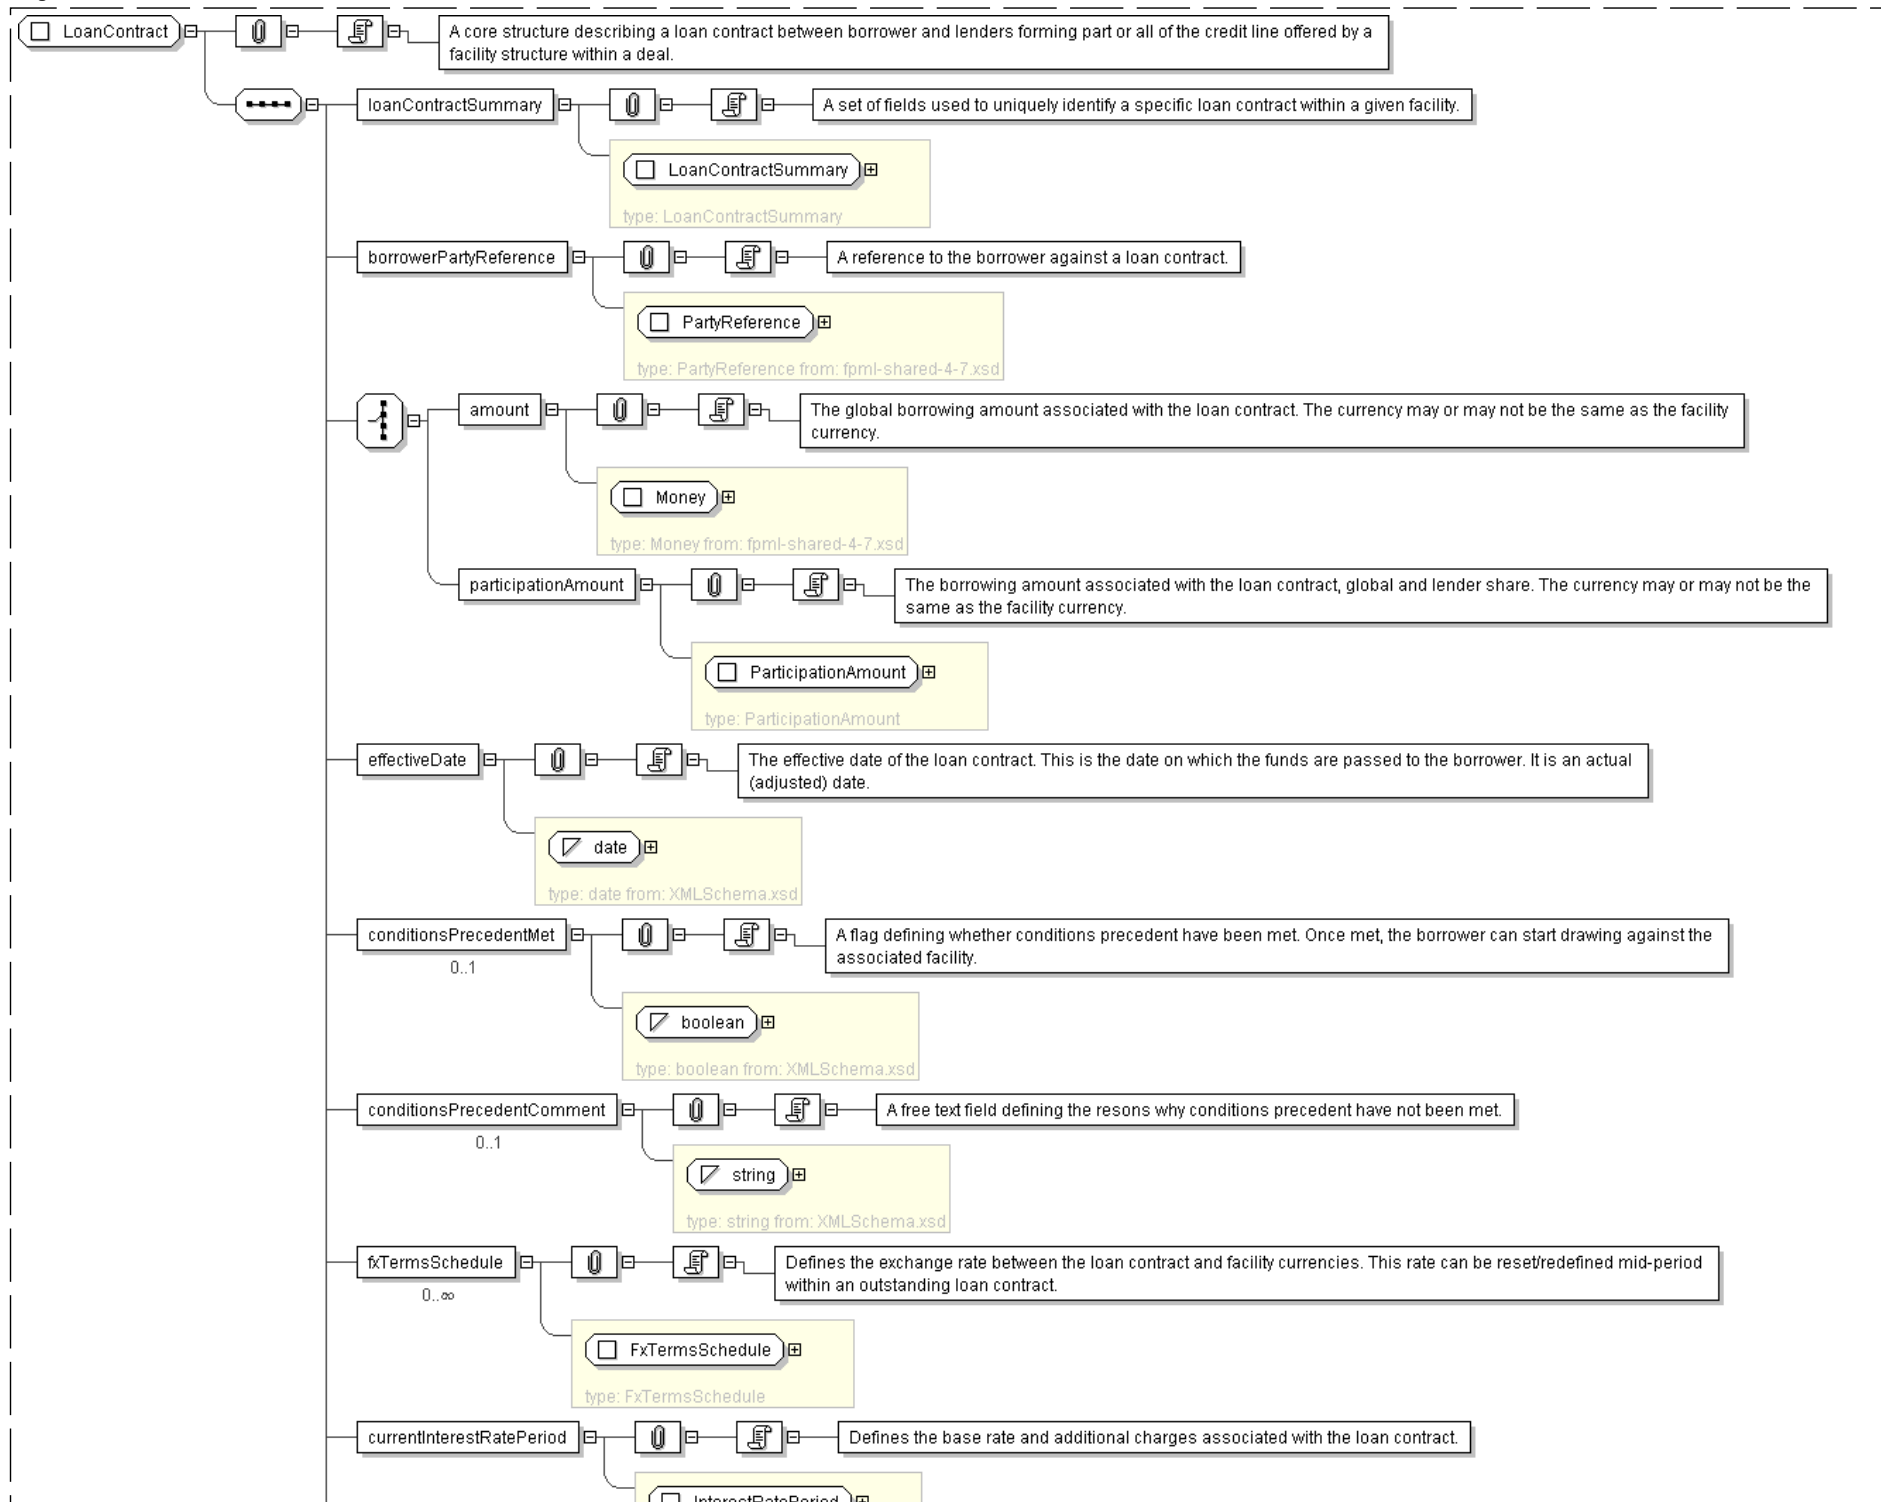 LoanContract
A core structure describing a loan contract between borrower and lenders forming part or all of the credit line offered by a
facility structure within a deal.
loanContractSummary
A set of fields used to uniquely identify a specific loan contract within a given facility.
LoanContractSummary
type: LoanContractSummary
borrowerPartyReference
A reference to the borrower against a loan contract.
PartyReference
type: PartyReference from: fpml-shared-4-7.xsd
amount
The global borrowing amount associated with the loan contract. The currency may or may not be the same as the facility
currency.
Money
type: Money from: fpml-shared-4-7.xsd
participationAmount
The borrowing amount associated with the loan contract, global and lender share. The currency may or may not be the
same as the facility currency.
ParticipationAmount
type: ParticipationAmount
effectiveDate
The effective date of the loan contract. This is the date on which the funds are passed to the borrower. It is an actual
(adjusted) date.
date
type: date from: XMLSchema.xsd
conditionsPrecedentMet
0..1
A flag defining whether conditions precedent have been met. Once met, the borrower can start drawing against the
associated facility.
boolean
type: boolean from: XMLSchema.xsd
conditionsPrecedentComment
0..1
A free text field defining the resons why conditions precedent have not been met.
string
type: string from: XMLSchema.xsd
fxTermsSchedule
0..∞
Defines the exchange rate between the loan contract and facility currencies. This rate can be reset/redefined mid-period
within an outstanding loan contract.
FxTermsSchedule
type: FxTermsSchedule
currentInterestRatePeriod
Defines the base rate and additional charges associated with the loan contract.
InterestRatePeriod